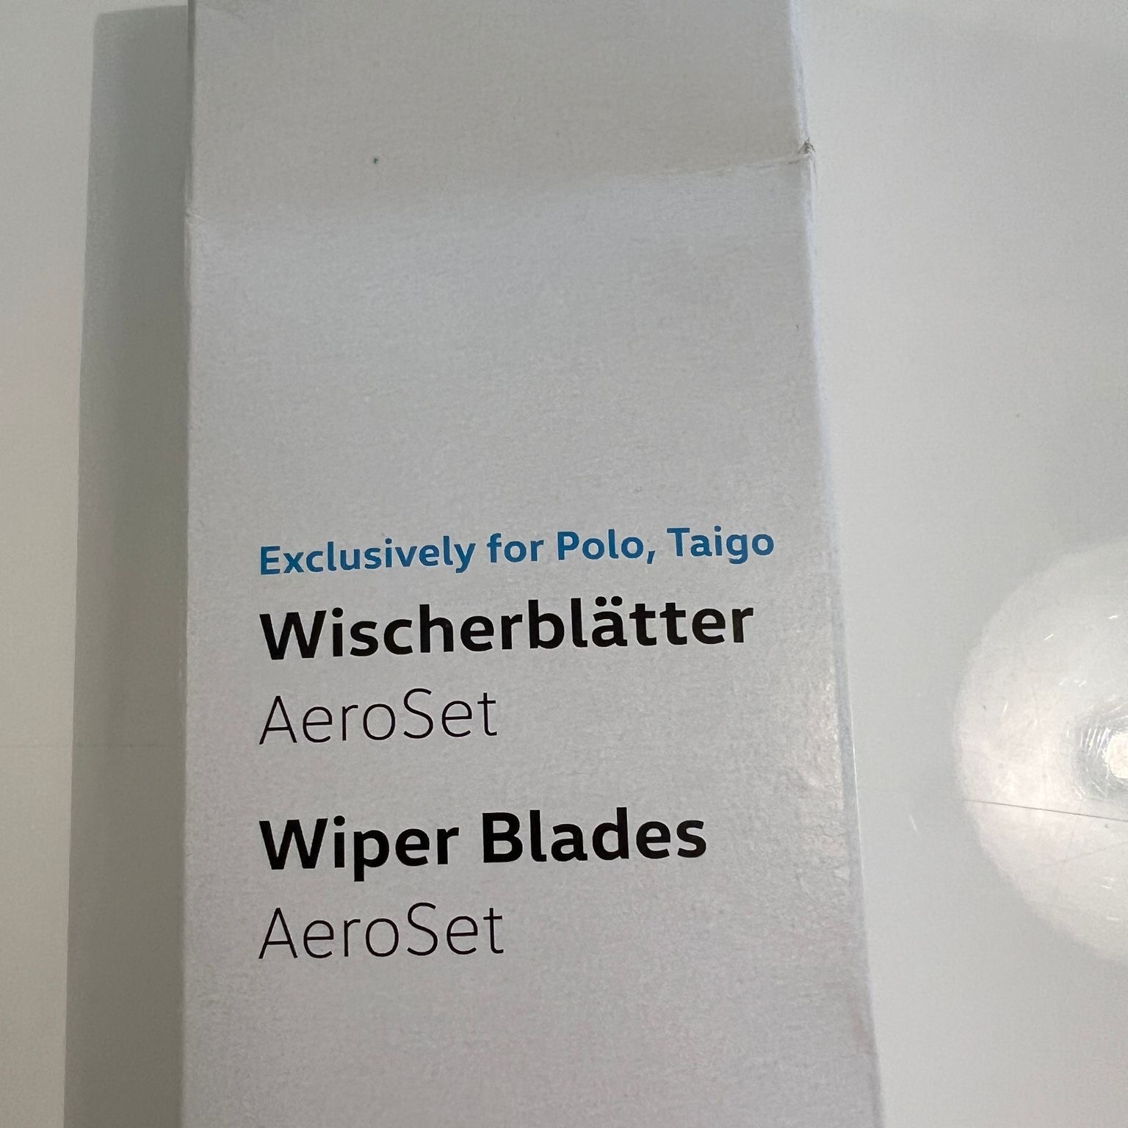 Exclusively for Polo, Taigo
Wischerblätter
AeroSet
Wiper Blades
AeroSet